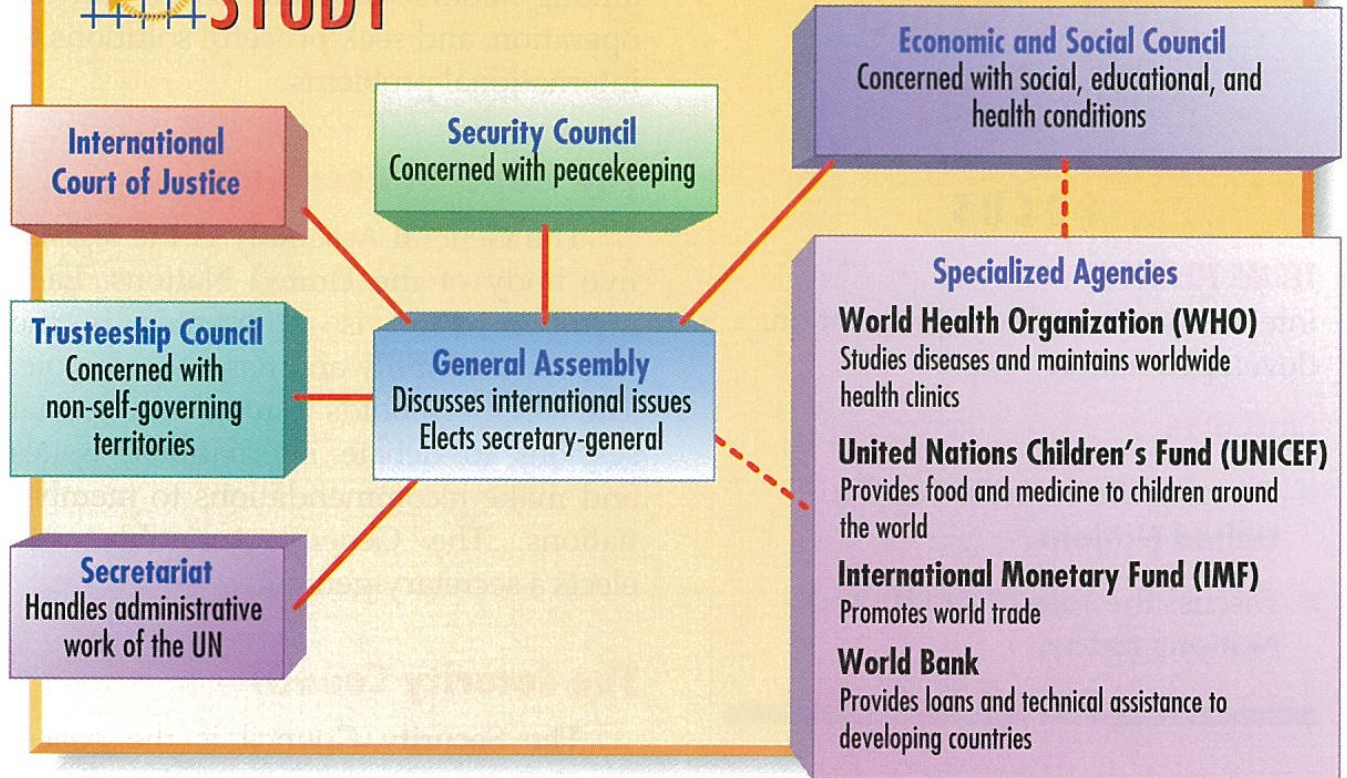 STUDY
International
Court of Justice
Security Council
Concerned with peacekeeping
Economic and Social Council
Concerned with social, educational, and
health conditions
Trusteeship Council
Concerned with
non-self-governing
territories
General Assembly
Discusses international issues
Elects secretary-general
Secretariat
Handles administrative
work of the UN
Specialized Agencies
World Health Organization (WHO)
Studies diseases and maintains worldwide
health clinics
United Nations Children's Fund (UNICEF)
Provides food and medicine to children around
the world
International Monetary Fund (IMF)
Promotes world trade
World Bank
Provides loans and technical assistance to
developing countries